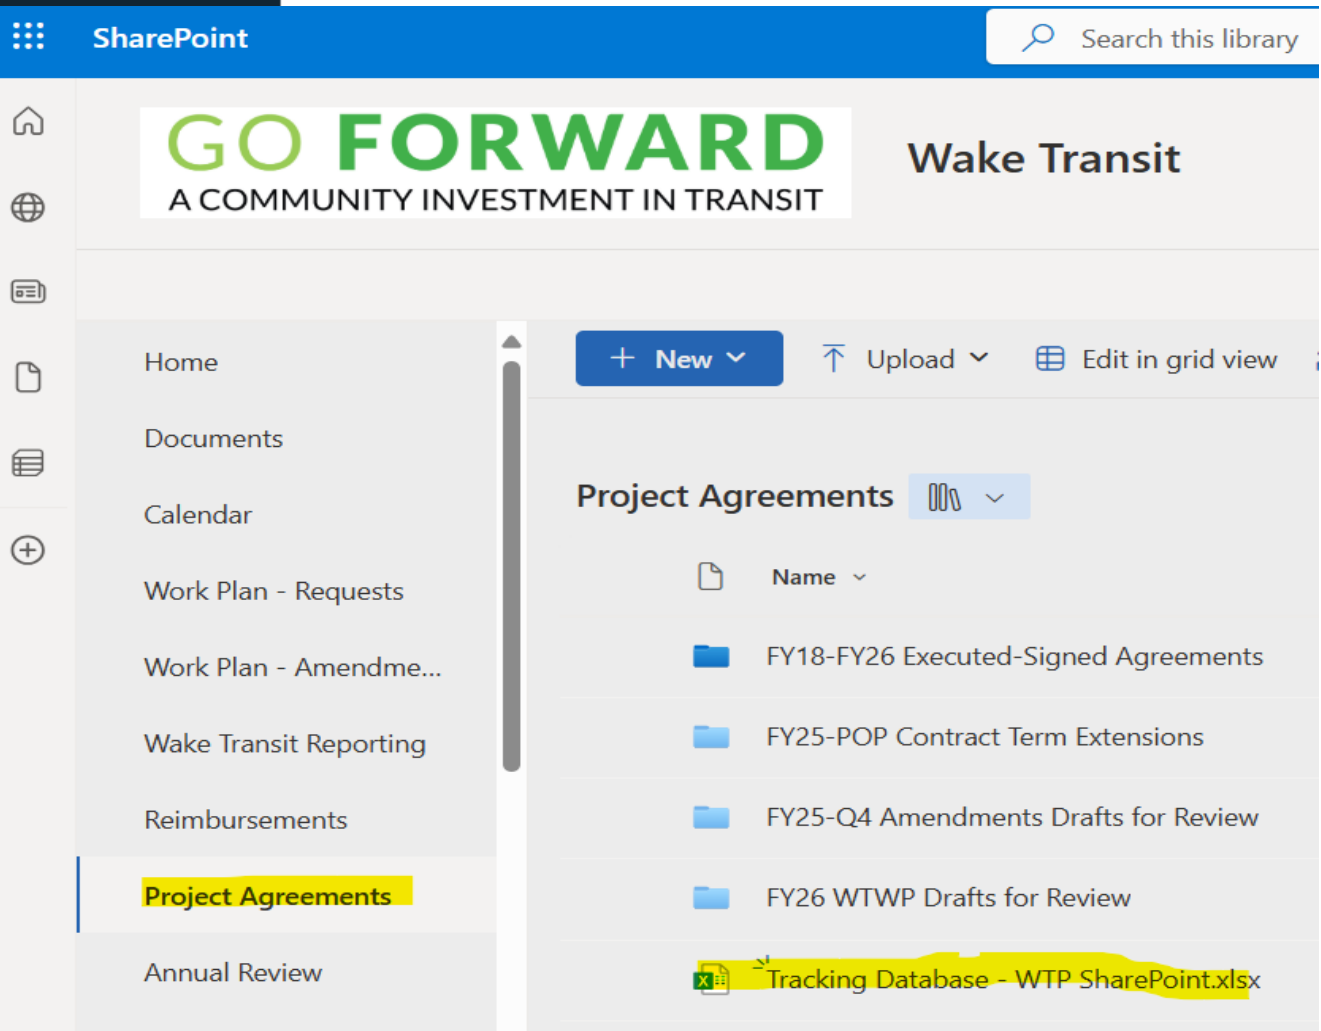 SharePoint
Search this library
GO FORWARD
A COMMUNITY INVESTMENT IN TRANSIT
Wake Transit
Home
Documents
Calendar
Work Plan - Requests
Work Plan - Amendme...
Wake Transit Reporting
Reimbursements
Project Agreements
Annual Review
New
Upload
Edit in grid view
Project Agreements
Name
FY18-FY26 Executed-Signed Agreements
FY25-POP Contract Term Extensions
FY25-Q4 Amendments Drafts for Review
FY26 WTWP Drafts for Review
Tracking Database - WTP SharePoint.xlsx